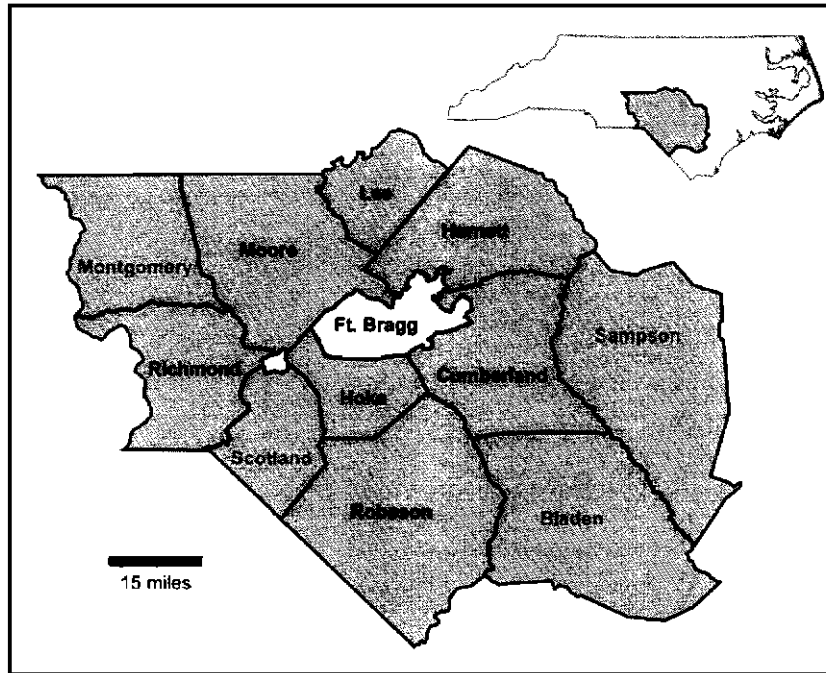 Lee
Harnett
Moore
Montgomery
Ft. Bragg
Sampson
Richmond
Cumberland
Hoke
Scotland
Robeson
Bladen
15 miles